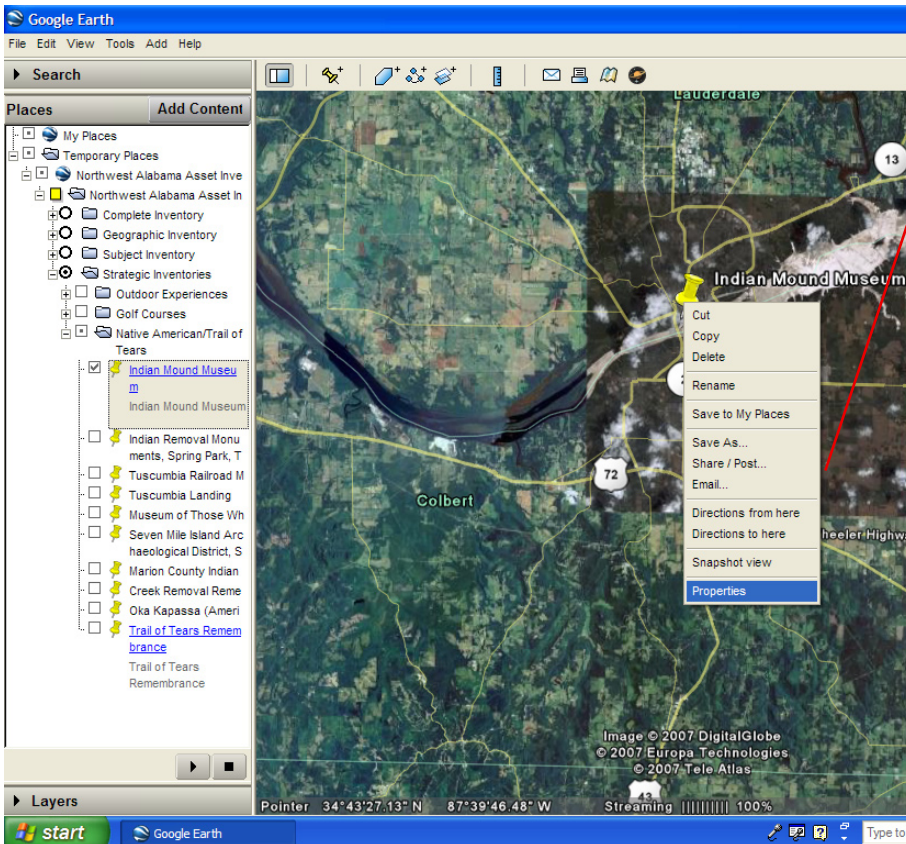 Google Earth
File Edit View Tools Add Help
Search
Places Add Content
My Places
Temporary Places
Northwest Alabama Asset Inve
Northwest Alabama Asset In
Complete Inventory
Geographic Inventory
Subject Inventory
Strategic Inventories
Outdoor Experiences
Golf Courses
Native American/Trail of
Tears
Indian Mound Museu
m
Indian Mound Museum
Indian Removal Monu
ments, Spring Park, T
Tuscumbia Railroad M
Tuscumbia Landing
Museum of Those Wh
Seven Mile Island Arc
haeological District, S
Marion County Indian
Creek Removal Reme
Oka Kapassa (Ameri
Trail of Tears Remem
brance
Trail of Tears
Remembrance
Layers
Lauderdale
13
Indian Mound Museum
Cut
Copy
Delete
Rename
Save to My Places
Save As...
Share / Post...
Email...
Directions from here
Directions to here
Snapshot view
Properties
72
Colbert
heeler Highw
Image © 2007 DigitalGlobe
© 2007 Europa Technologies
© 2007 Tele Atlas
43
Pointer 34°43'27.13" N 87°39'46.48" W Streaming |||||||||| 100%
start Google Earth Type to